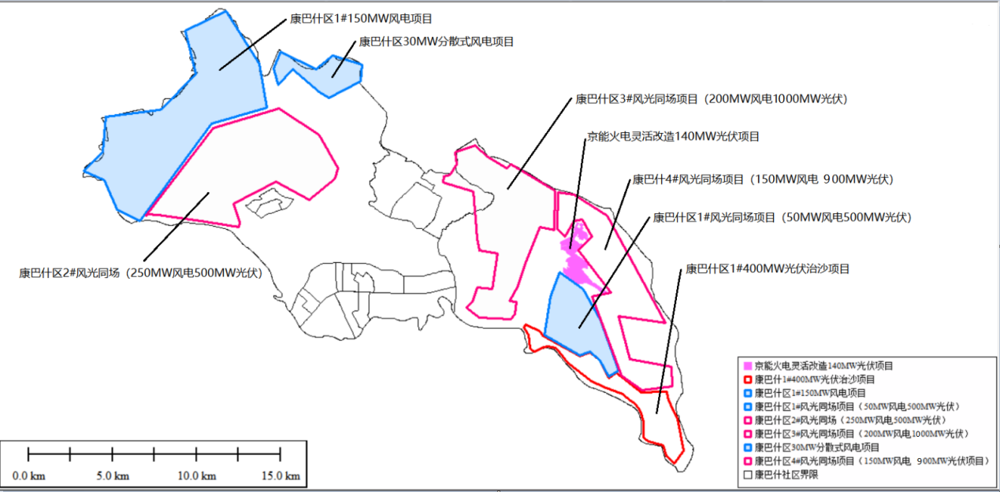 康巴什区1#150MW风电项目
康巴什区30MW分散式风电项目
康巴什区3#风光同场项目（200MW风电1000MW光伏）
京能火电灵活改造140MW光伏项目
康巴什4#风光同场项目（150MW风电 900MW光伏）
康巴什区1#风光同场项目（50MW风电500MW光伏）
康巴什区1#400MW光伏治沙项目
康巴什区2#风光同场（250MW风电500MW光伏）
京能火电灵活改造140MW光伏项目
康巴什1#400MW光伏治沙项目
康巴什区1#150MW风电项目
康巴什区1#风光同场项目（50MW风电500MW光伏）
康巴什区2#风光同场（250MW风电500MW光伏）
康巴什区3#风光同场项目（200MW风电1000MW光伏）
康巴什区30MW分散式风电项目
康巴什区4#风光同场项目（150MW风电 900MW光伏项目）
康巴什社区界限
0.0 km 5.0 km 10.0 km 15.0 km